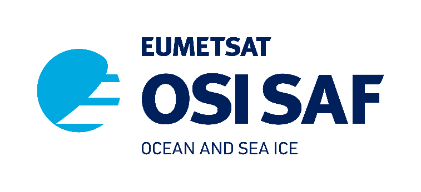 EUMETSAT
OSI SAF
OCEAN AND SEA ICE